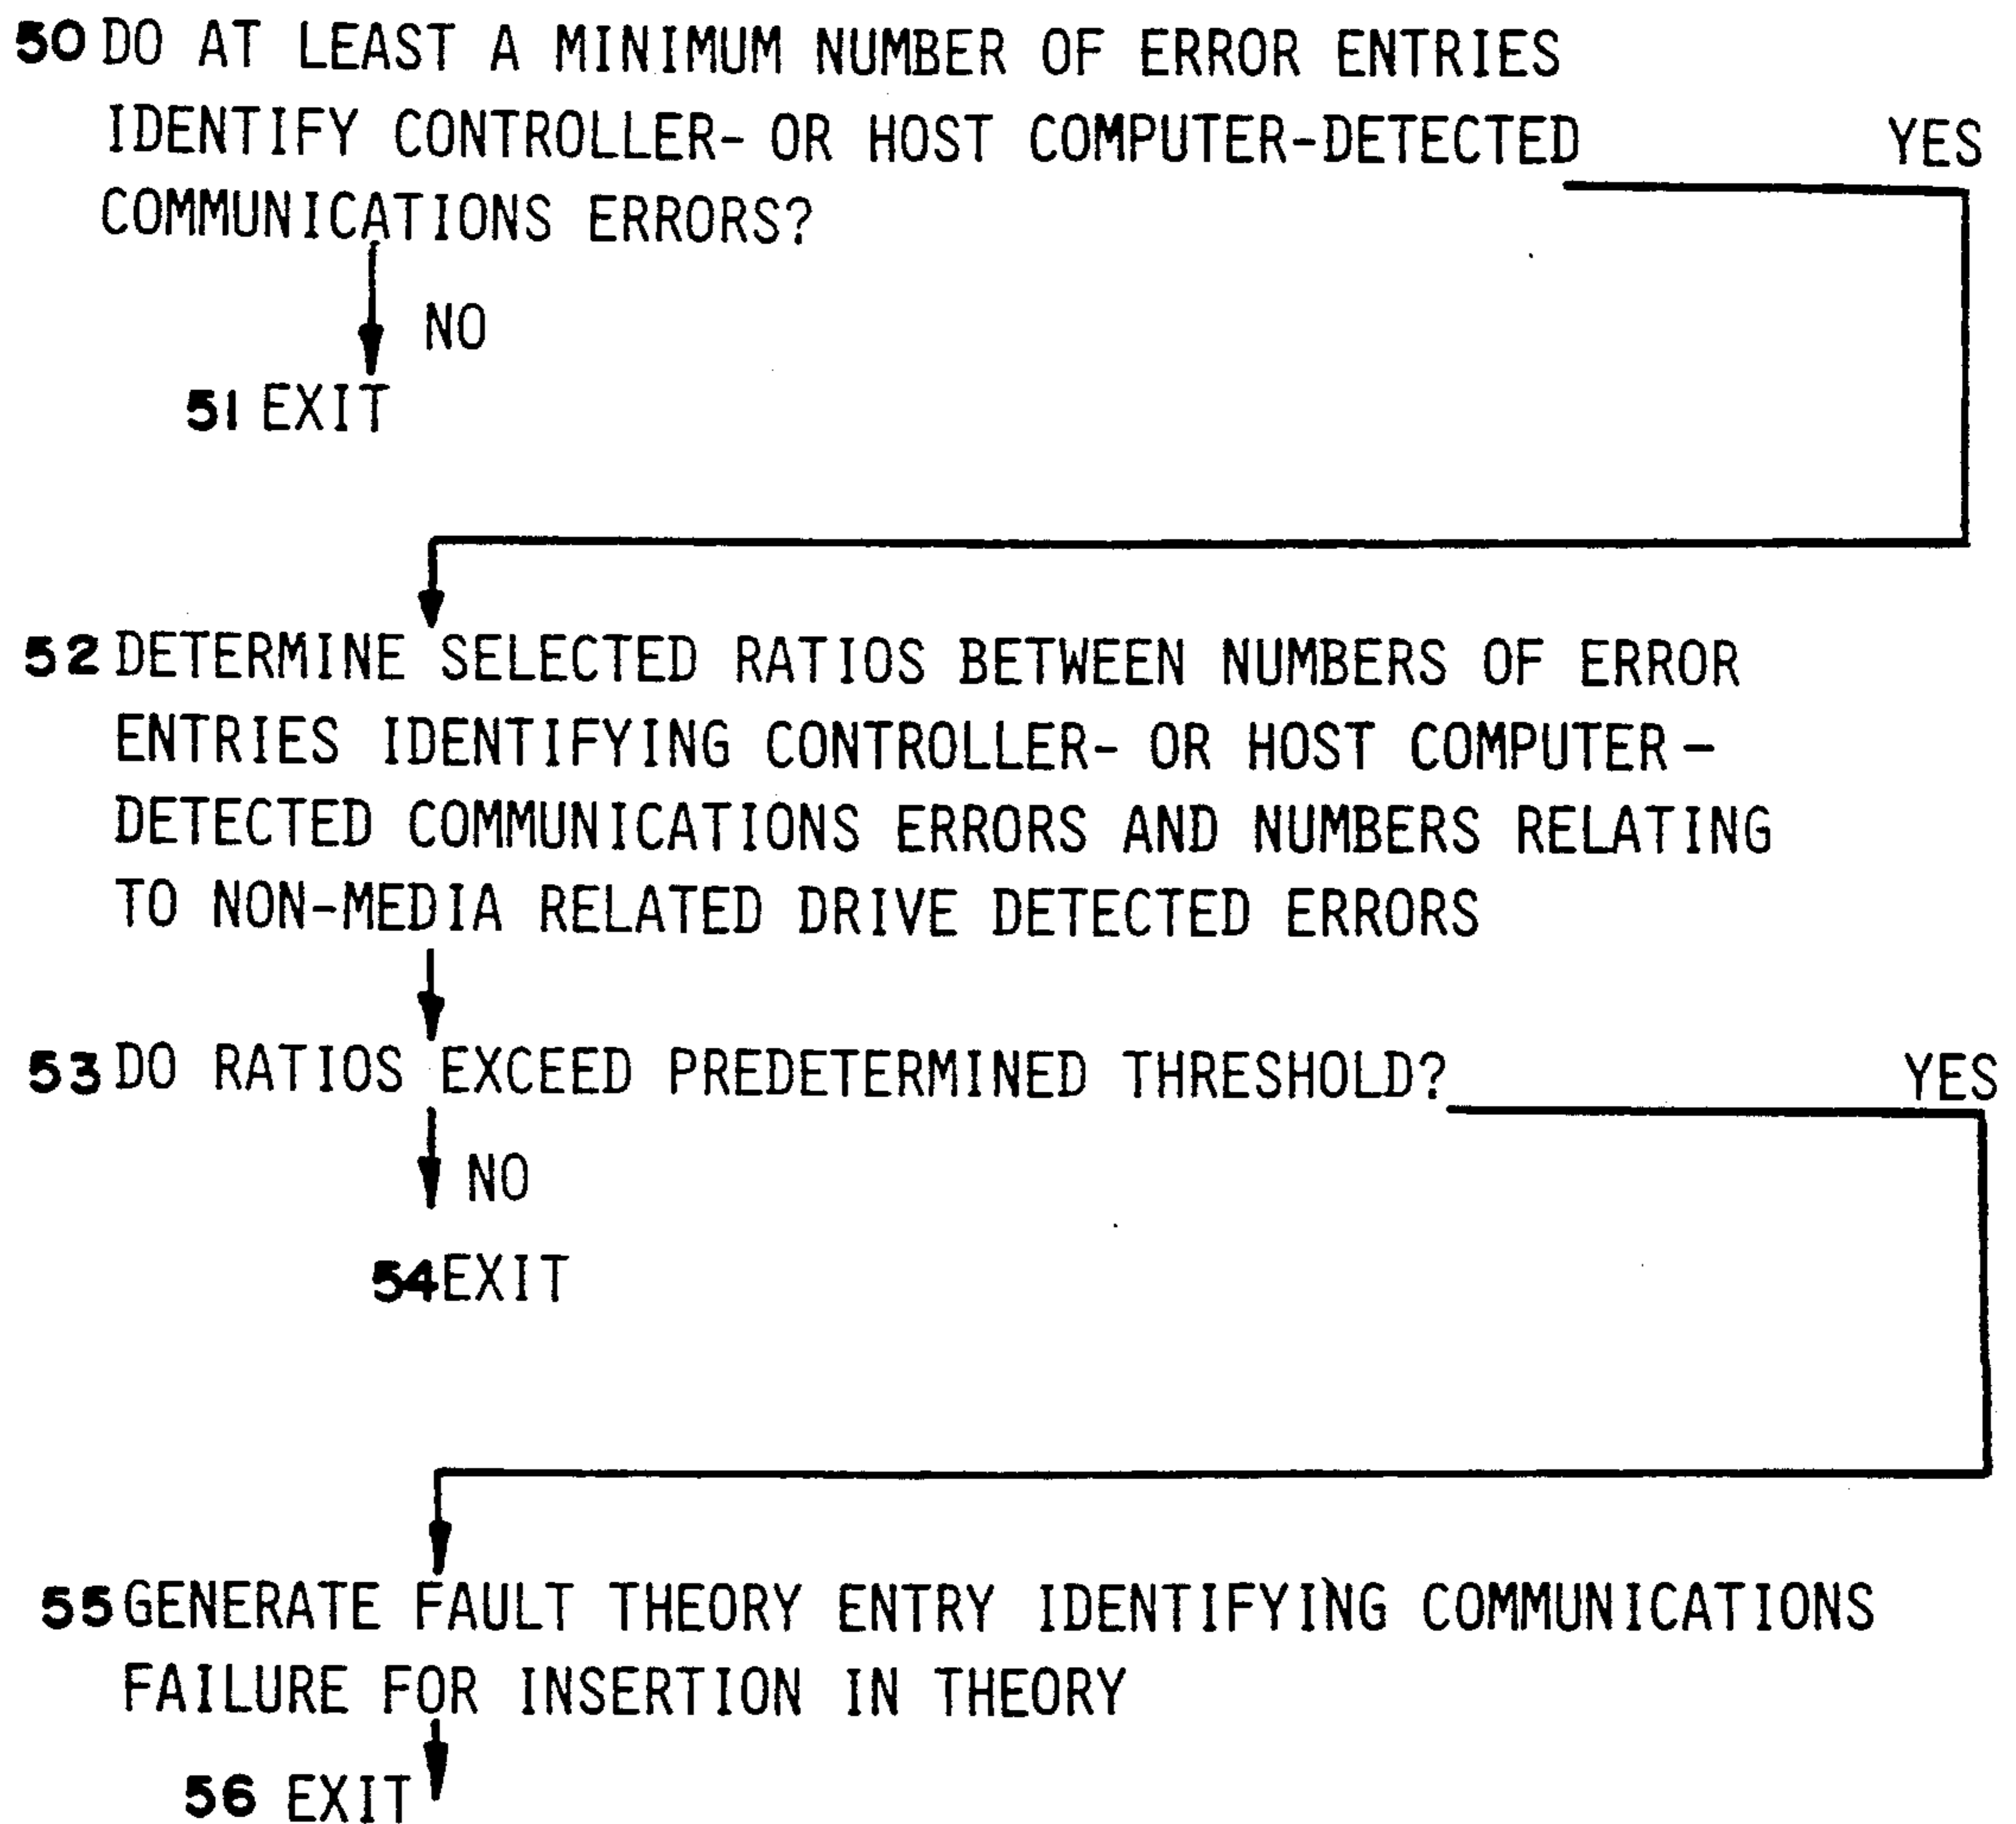 50 DO AT LEAST A MINIMUM NUMBER OF ERROR ENTRIES
IDENTIFY CONTROLLER- OR HOST COMPUTER-DETECTED
YES
COMMUNICATIONS ERRORS?
NO
51 EXIT
52 DETERMINE SELECTED RATIOS BETWEEN NUMBERS OF ERROR
ENTRIES IDENTIFYING CONTROLLER- OR HOST COMPUTER-
DETECTED COMMUNICATIONS ERRORS AND NUMBERS RELATING
TO NON-MEDIA RELATED DRIVE DETECTED ERRORS
53 DO RATIOS EXCEED PREDETERMINED THRESHOLD?
YES
NO
54 EXIT
55 GENERATE FAULT THEORY ENTRY IDENTIFYING COMMUNICATIONS
FAILURE FOR INSERTION IN THEORY
56 EXIT